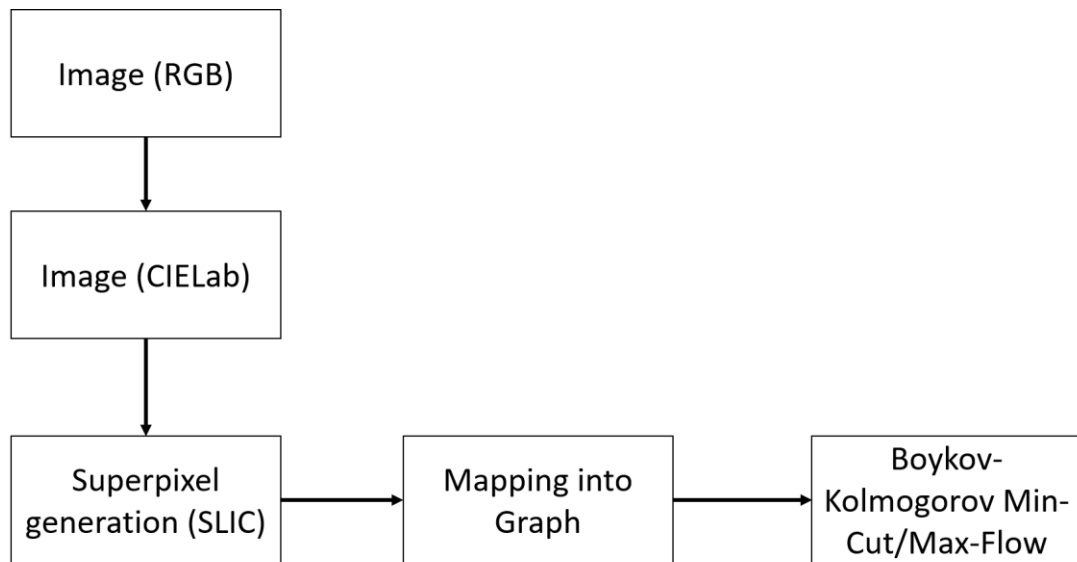 Image (RGB)
Image (CIELab)
Superpixel
generation (SLIC)
Mapping into
Graph
Boykov-
Kolmogorov Min-
Cut/Max-Flow